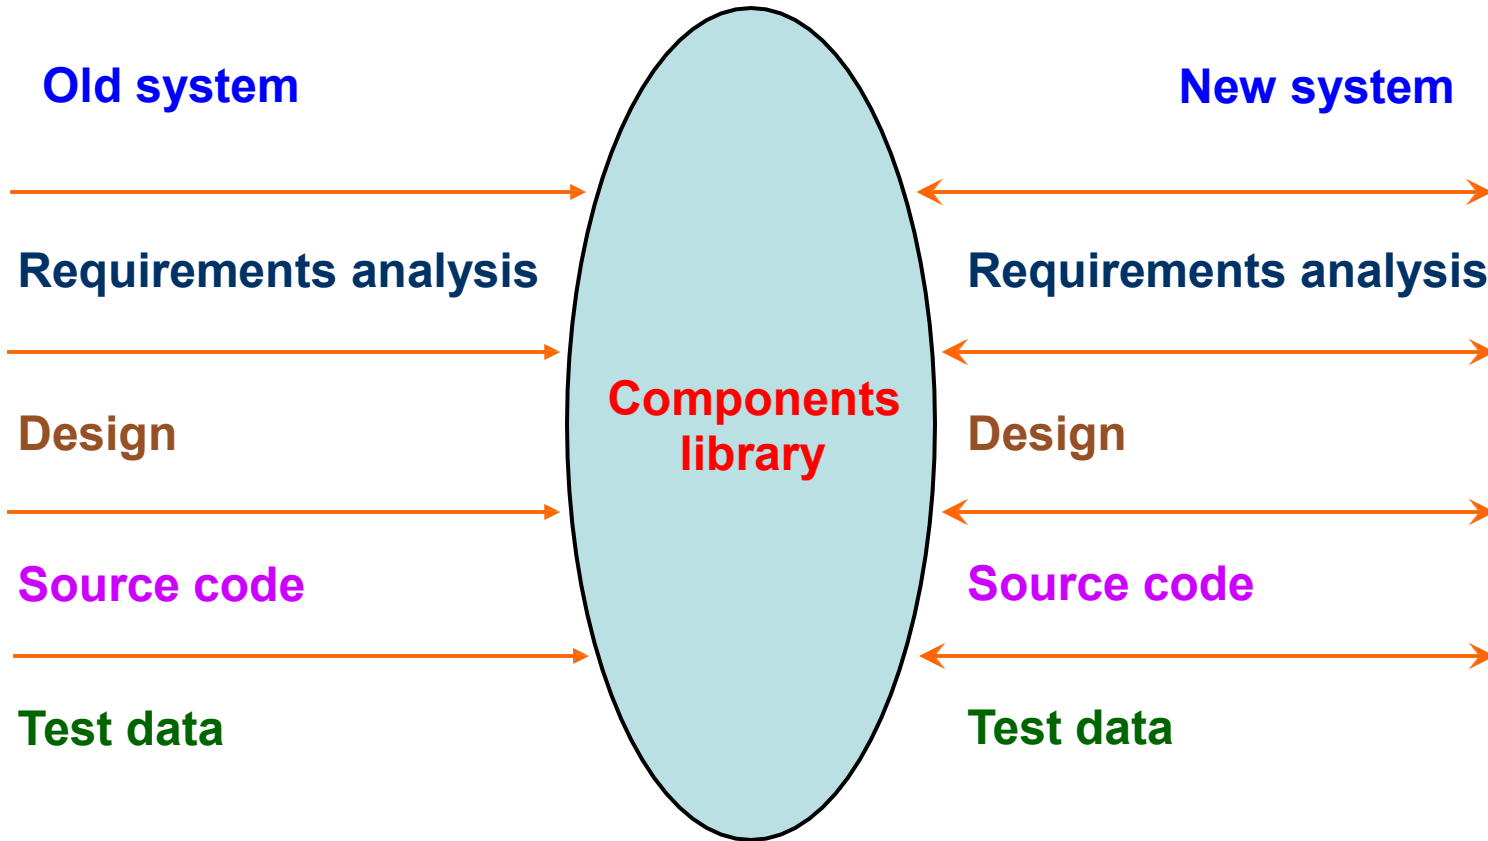 Old system
New system
Requirements analysis
Requirements analysis
Components
library
Design
Design
Source code
Source code
Test data
Test data